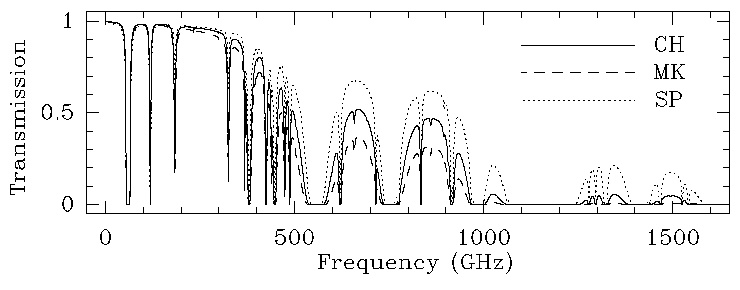 1
0.5
0
Transmission
CH
MK
SP
0
500
1000
1500
Frequency (GHz)